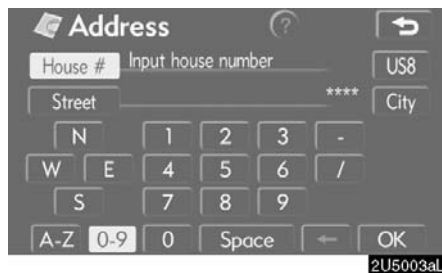 Address ?
House # Input house number US8
Street **** City
N 1 2 3 -
W E 4 5 6 /
S 7 8 9
A-Z 0-9 0 Space ← OK
2U5003aL